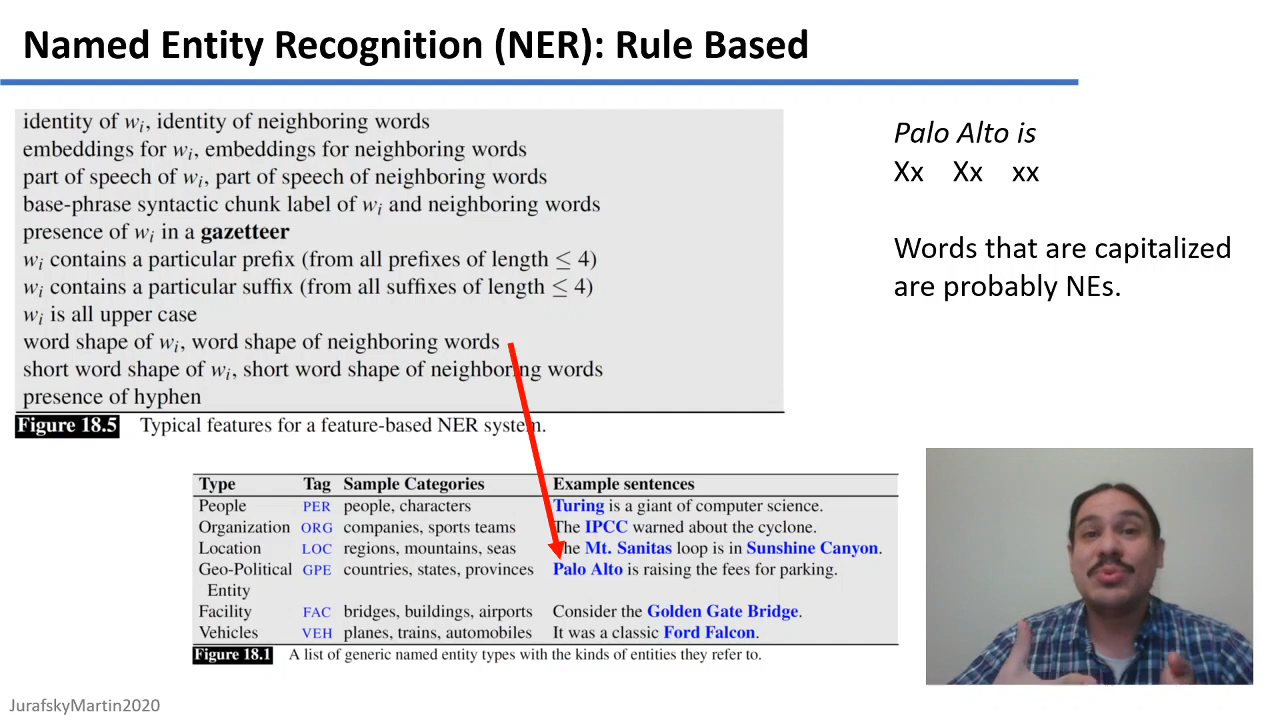 Named Entity Recognition (NER): Rule Based
identity of wᵢ, identity of neighboring words
embeddings for wᵢ, embeddings for neighboring words
part of speech of wᵢ, part of speech of neighboring words
base-phrase syntactic chunk label of wᵢ and neighboring words
presence of wᵢ in a gazetteer
wᵢ contains a particular prefix (from all prefixes of length ≤ 4)
wᵢ contains a particular suffix (from all suffixes of length ≤ 4)
wᵢ is all upper case
word shape of wᵢ, word shape of neighboring words
short word shape of wᵢ, short word shape of neighboring words
presence of hyphen
Figure 18.5 Typical features for a feature-based NER system.
Palo Alto is
Xx Xx xx
Words that are capitalized
are probably NEs.
Type Tag Sample Categories Example sentences
People PER people, characters Turing is a giant of computer science.
Organization ORG companies, sports teams The IPCC warned about the cyclone.
Location LOC regions, mountains, seas The Mt. Sanitas loop is in Sunshine Canyon.
Geo-Political GPE countries, states, provinces Palo Alto is raising the fees for parking.
Entity
Facility FAC bridges, buildings, airports Consider the Golden Gate Bridge.
Vehicles VEH planes, trains, automobiles It was a classic Ford Falcon.
Figure 18.1 A list of generic named entity types with the kinds of entities they refer to.
JurafskyMartin2020